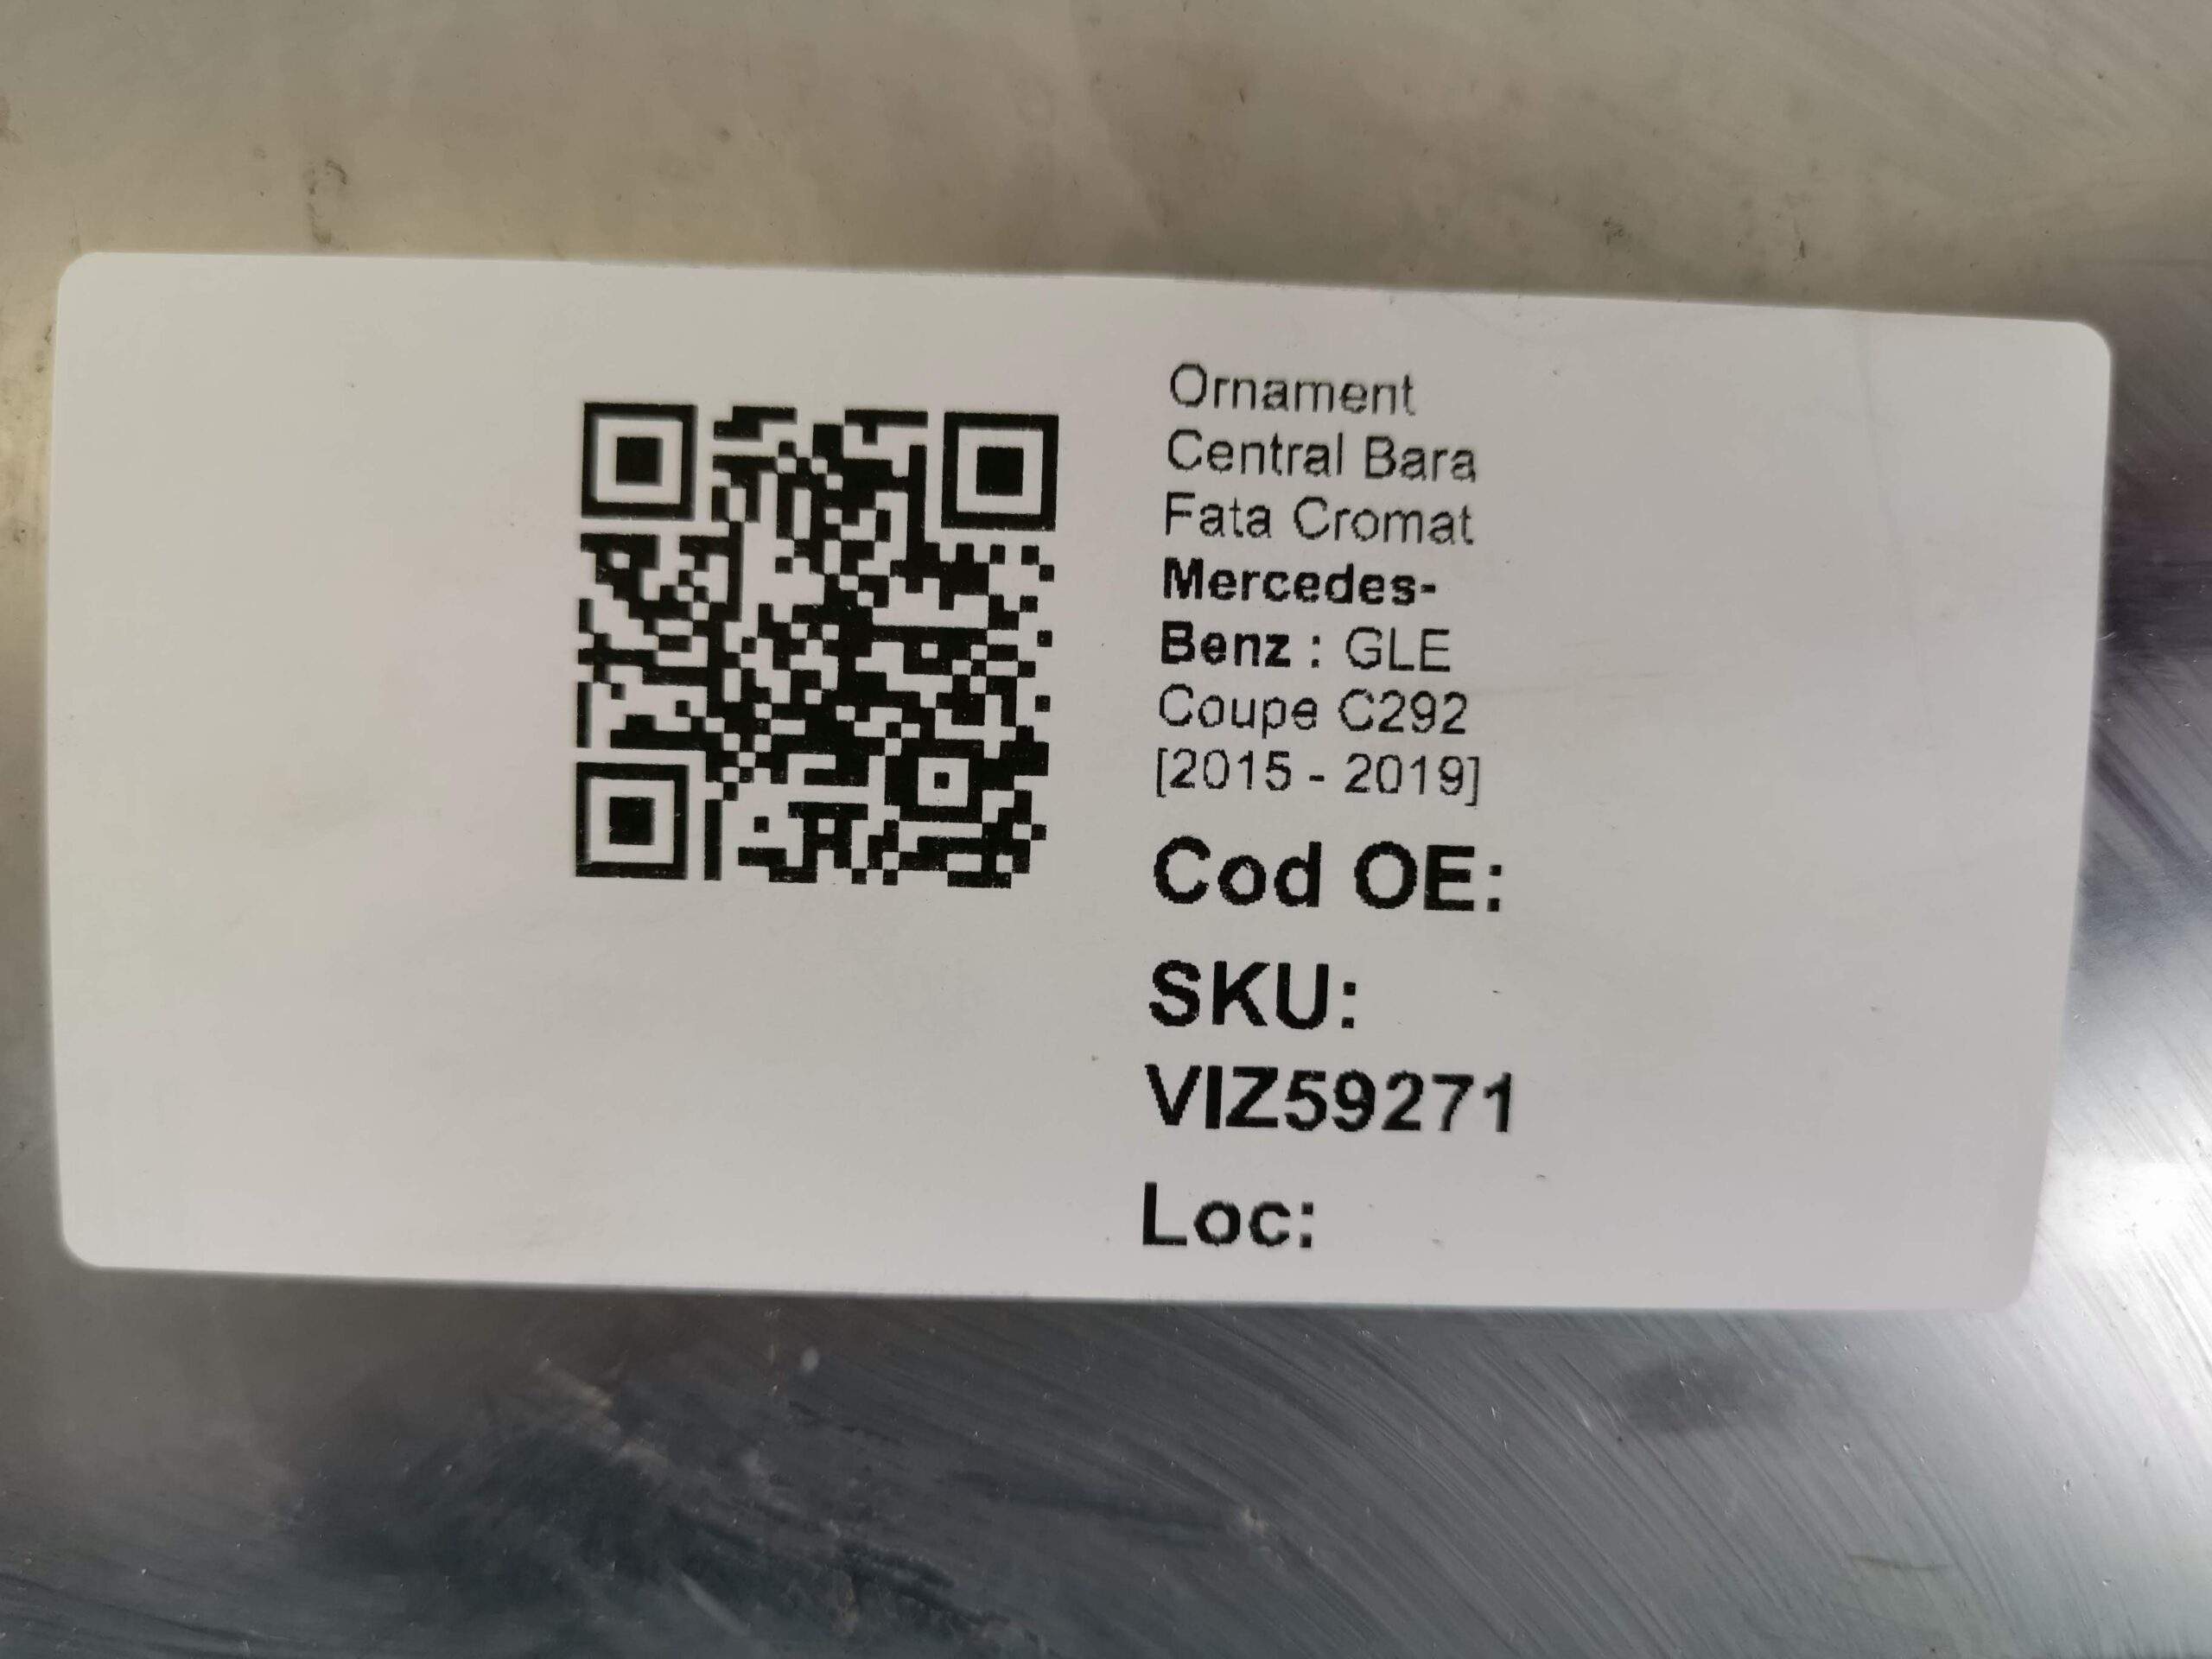 Ornament
Central Bara
Fata Cromat
Mercedes-
Benz : GLE
Coupe C292
[2015 - 2019]
Cod OE:
SKU:
VIZ59271
Loc: